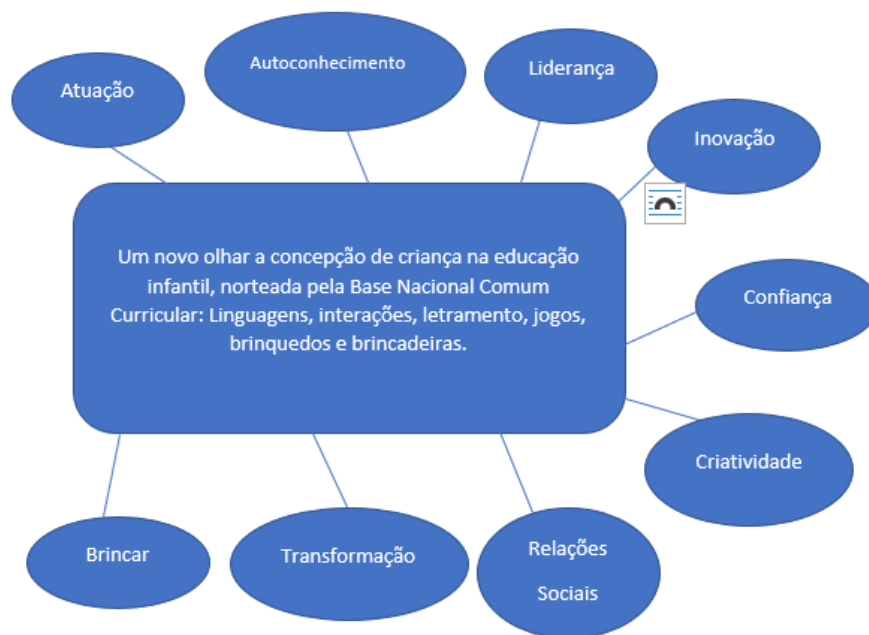 Autoconhecimento
Liderança
Atuação
Inovação
Um novo olhar a concepção de criança na educação
infantil, norteada pela Base Nacional Comum
Curricular: Linguagens, interações, letramento, jogos,
brinquedos e brincadeiras.
Confiança
Criatividade
Brincar
Transformação
Relações
Sociais